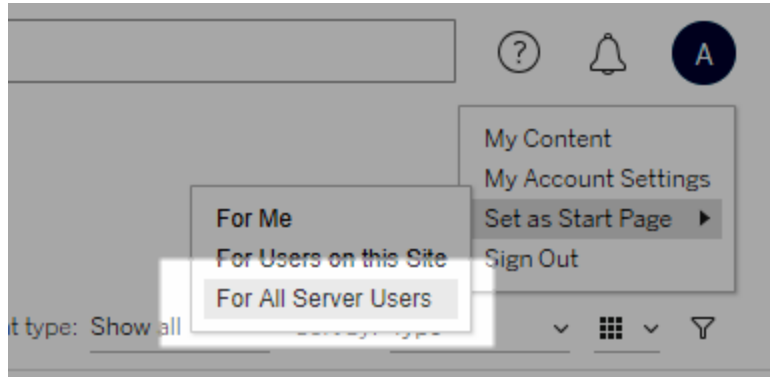 A
My Content
My Account Settings
Set as Start Page
Sign Out
For Me
For Users on this Site
For All Server Users
t type: Show all